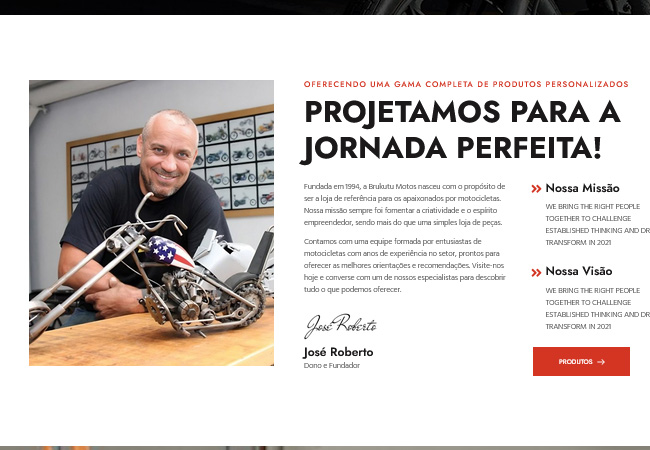 OFERECENDO UMA GAMA COMPLETA DE PRODUTOS PERSONALIZADOS
PROJETAMOS PARA A
JORNADA PERFEITA!
Fundada em 1994, a Brukutu Motos nasceu com o propósito de
ser a loja de referência para os apaixonados por motocicletas.
Nossa missão sempre foi fomentar a criatividade e o espírito
empreendedor, sendo mais do que uma simples loja de peças.
Contamos com uma equipe formada por entusiastas de
motocicletas com anos de experiência no setor, prontos para
oferecer as melhores orientações e recomendações. Visite-nos
hoje e converse com um de nossos especialistas para descobrir
tudo o que podemos oferecer.
José Roberto
José Roberto
Dono e Fundador
Nossa Missão
WE BRING THE RIGHT PEOPLE
TOGETHER TO CHALLENGE
ESTABLISHED THINKING AND DR
TRANSFORM IN 2021
Nossa Visão
WE BRING THE RIGHT PEOPLE
TOGETHER TO CHALLENGE
ESTABLISHED THINKING AND DR
TRANSFORM IN 2021
PRODUTOS →